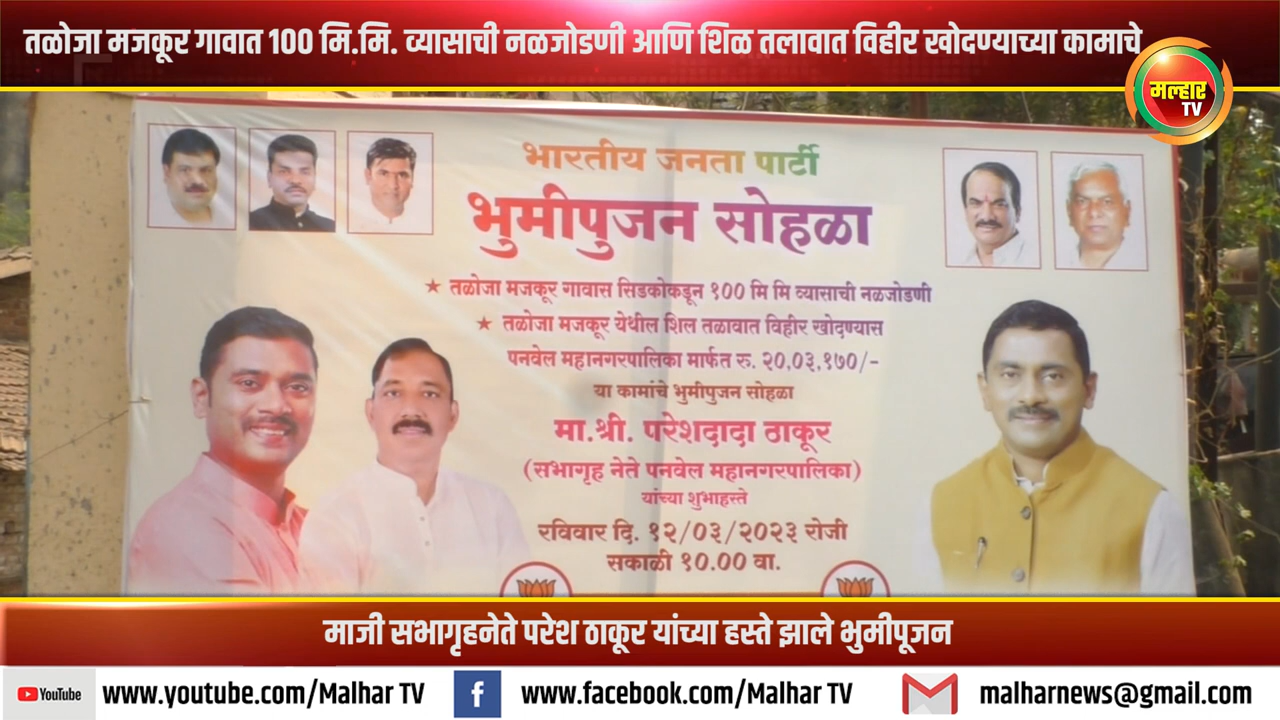 तळोजा मजकूर गावात 100 मि.मि. व्यासाची नळजोडणी आणि शिळ तलावात विहीर खोदण्याच्या कामाचे
मल्हार
TV
भारतीय जनता पार्टी
भुमीपुजन सोहळा
★ तळोजा मजकूर गावास सिडकोकडून १०० मि मि व्यासाची नळजोडणी
★ तळोजा मजकूर येथील शिल तळावात विहीर खोदण्यास
पनवेल महानगरपालिका मार्फत रु. २०,०३,१७०/-
या कामांचे भुमीपुजन सोहळा
मा.श्री. परेशदादा ठाकूर
(सभागृह नेते पनवेल महानगरपालिका)
यांच्या शुभाहस्ते
रविवार दि. १२/०३/२०२३ रोजी
सकाळी १०.00 वा.
माजी सभागृहनेते परेश ठाकूर यांच्या हस्ते झाले भुमीपूजन
YouTube www.youtube.com/Malhar TV f www.facebook.com/Malhar TV malharnews@gmail.com